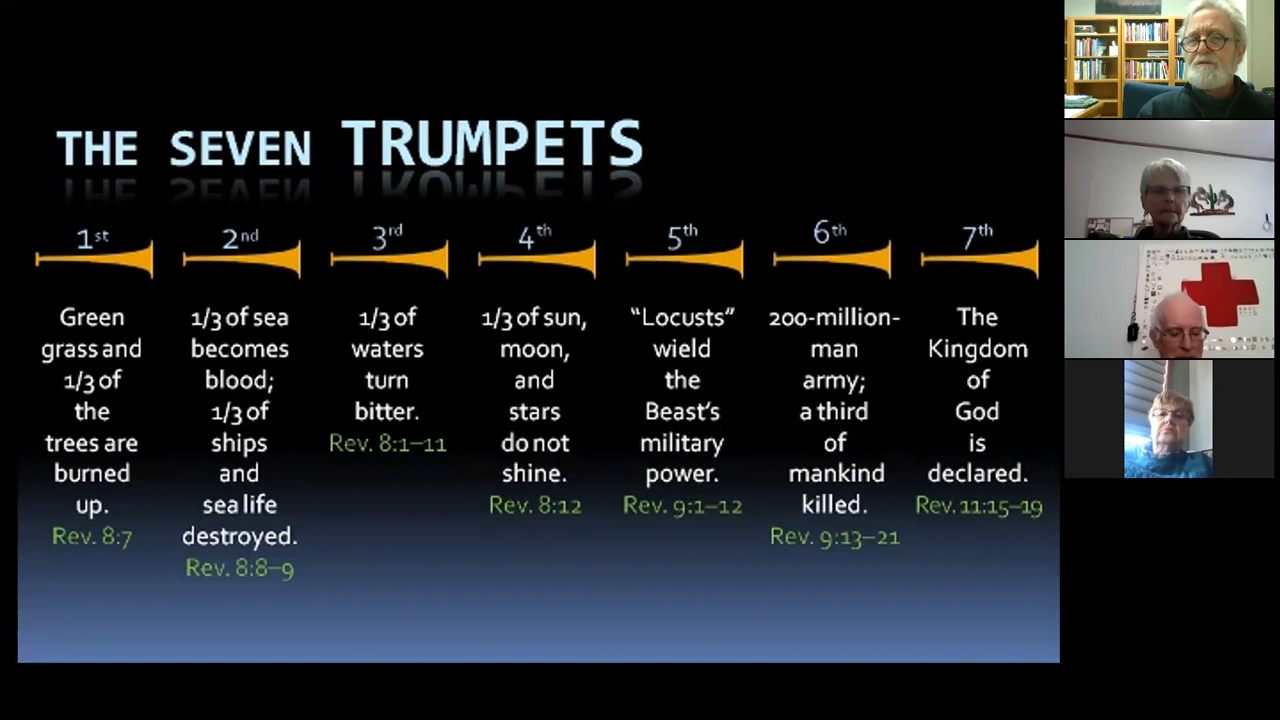 THE SEVEN TRUMPETS
1st
Green
grass and
1/3 of
the
trees are
burned
up.
Rev. 8:7
2nd
1/3 of sea
becomes
blood;
1/3 of
ships
and
sea life
destroyed.
Rev. 8:8–9
3rd
1/3 of
waters
turn
bitter.
Rev. 8:1–11
4th
1/3 of sun,
moon,
and
stars
do not
shine.
Rev. 8:12
5th
“Locusts”
wield
the
Beast’s
military
power.
Rev. 9:1–12
6th
200-million-
man
army;
a third
of
mankind
killed.
Rev. 9:13–21
7th
The
Kingdom
of
God
is
declared.
Rev. 11:15–19